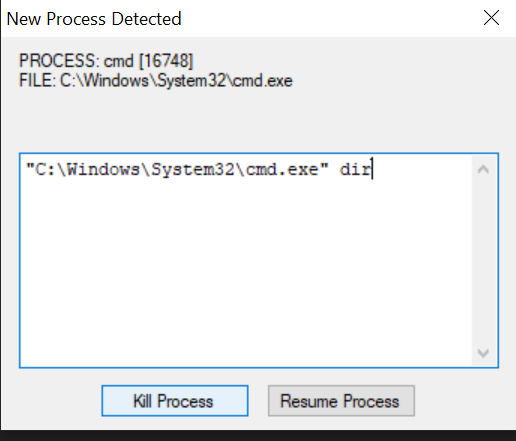 New Process Detected
PROCESS: cmd [16748]
FILE: C:\Windows\System32\cmd.exe
"C:\Windows\System32\cmd.exe" dir
Kill Process
Resume Process